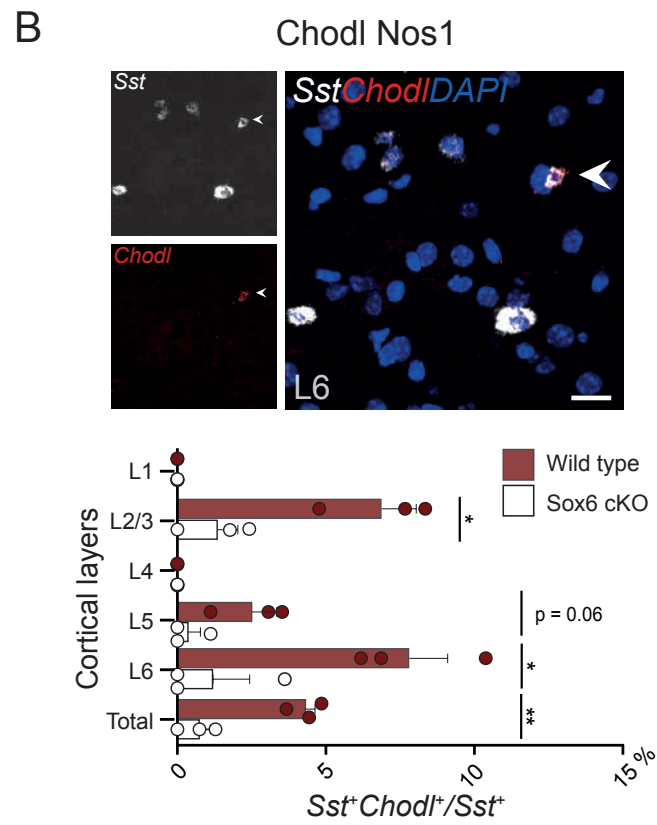 B
Chodl Nos1
Sst
SstChodlDAPI
Chodl
L6
Wild type
Sox6 cKO
Cortical layers
L1
L2/3
*
L4
L5
p = 0.06
L6
*
Total
**
0
5
10
15
%
Sst⁺Chodl⁺/Sst⁺